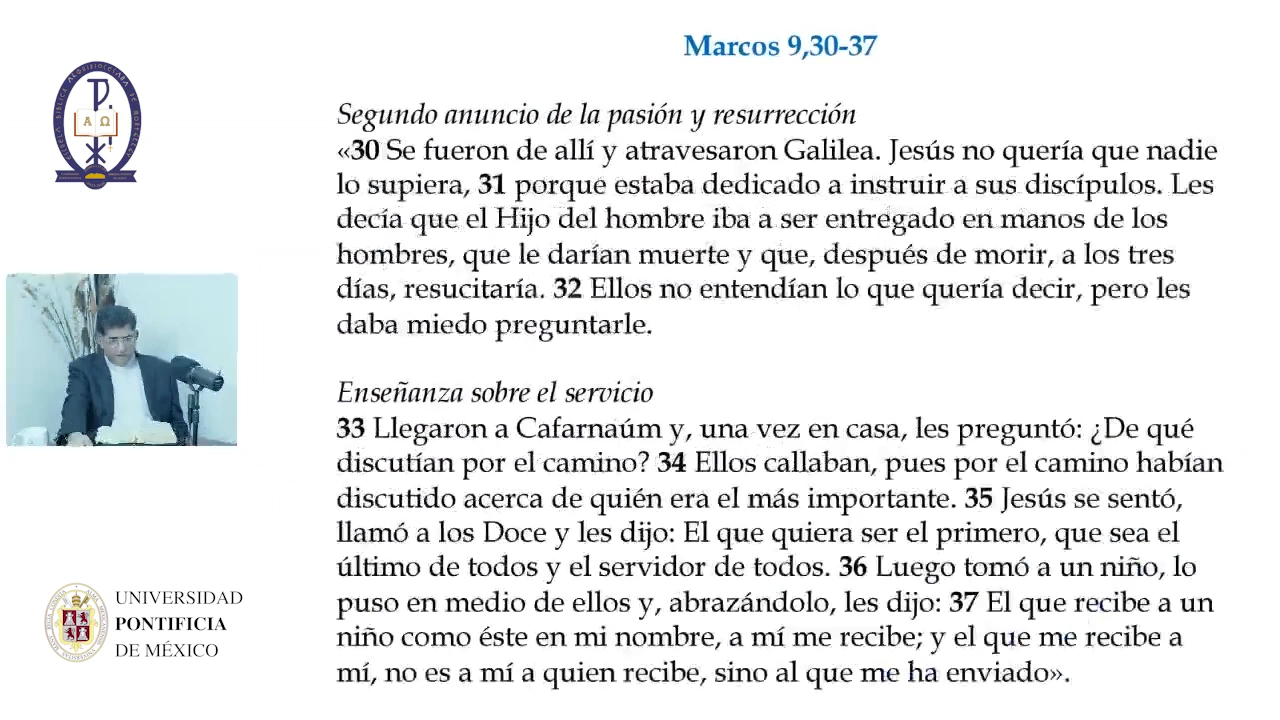 Marcos 9,30-37
Segundo anuncio de la pasión y resurrección
«30 Se fueron de allí y atravesaron Galilea. Jesús no quería que nadie
lo supiera, 31 porque estaba dedicado a instruir a sus discípulos. Les
decía que el Hijo del hombre iba a ser entregado en manos de los
hombres, que le darían muerte y que, después de morir, a los tres
días, resucitaría. 32 Ellos no entendían lo que quería decir, pero les
daba miedo preguntarle.
Enseñanza sobre el servicio
33 Llegaron a Cafarnaúm y, una vez en casa, les preguntó: ¿De qué
discutían por el camino? 34 Ellos callaban, pues por el camino habían
discutido acerca de quién era el más importante. 35 Jesús se sentó,
llamó a los Doce y les dijo: El que quiera ser el primero, que sea el
último de todos y el servidor de todos. 36 Luego tomó a un niño, lo
puso en medio de ellos y, abrazándolo, les dijo: 37 El que recibe a un
niño como éste en mi nombre, a mí me recibe; y el que me recibe a
mí, no es a mí a quien recibe, sino al que me ha enviado».
Α Ω
UNIVERSIDAD
PONTIFICIA
DE MÉXICO